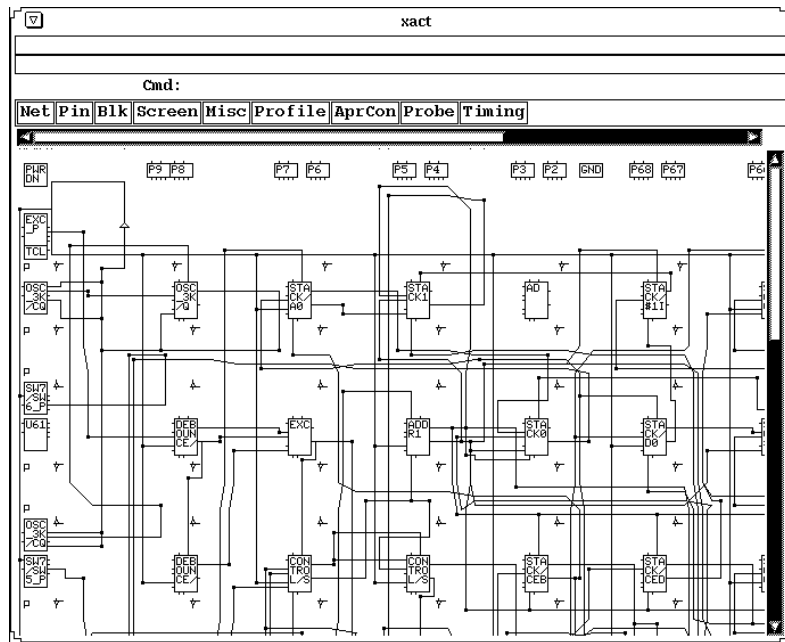 xact
Cmd:
Net Pin Blk Screen Misc Profile AprCon Probe Timing
PWR DN
P9 P8 P7 P6 P5 P4 P3 P2 GND P68 P67
EXC _P
TCL
OSC _3K /CQ
OSC _3K /Q
STA CK/ A0
STA CK1
AD
STA CK/ #1I
SW7 /SW 6_P
U61
DEB OUN CE/
EXC
ADD R1
STA CK0
STA CK/ D0
OSC _3K /CQ
SW7 /SW 5_P
DEB OUN CE/
CON TRO L/S
CON TRO L/S
STA CK/ CEB
STA CK/ CED